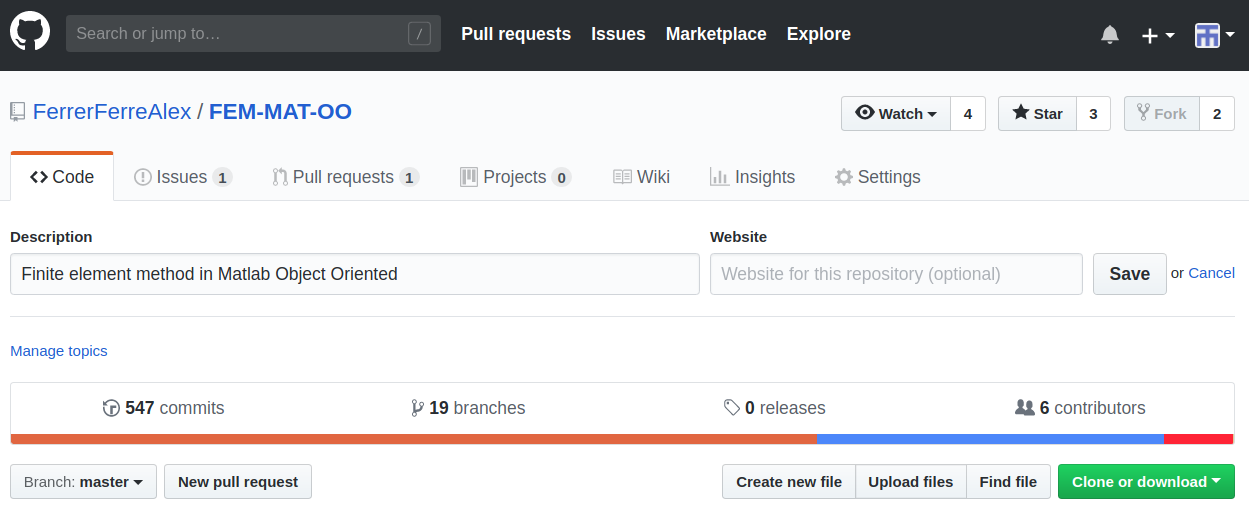 Search or jump to… / Pull requests Issues Marketplace Explore
FerrerFerreAlex / FEM-MAT-OO Watch 4 Star 3 Fork 2
Code Issues 1 Pull requests 1 Projects 0 Wiki Insights Settings
Description Website
Finite element method in Matlab Object Oriented Website for this repository (optional) Save or Cancel
Manage topics
547 commits 19 branches 0 releases 6 contributors
Branch: master New pull request Create new file Upload files Find file Clone or download